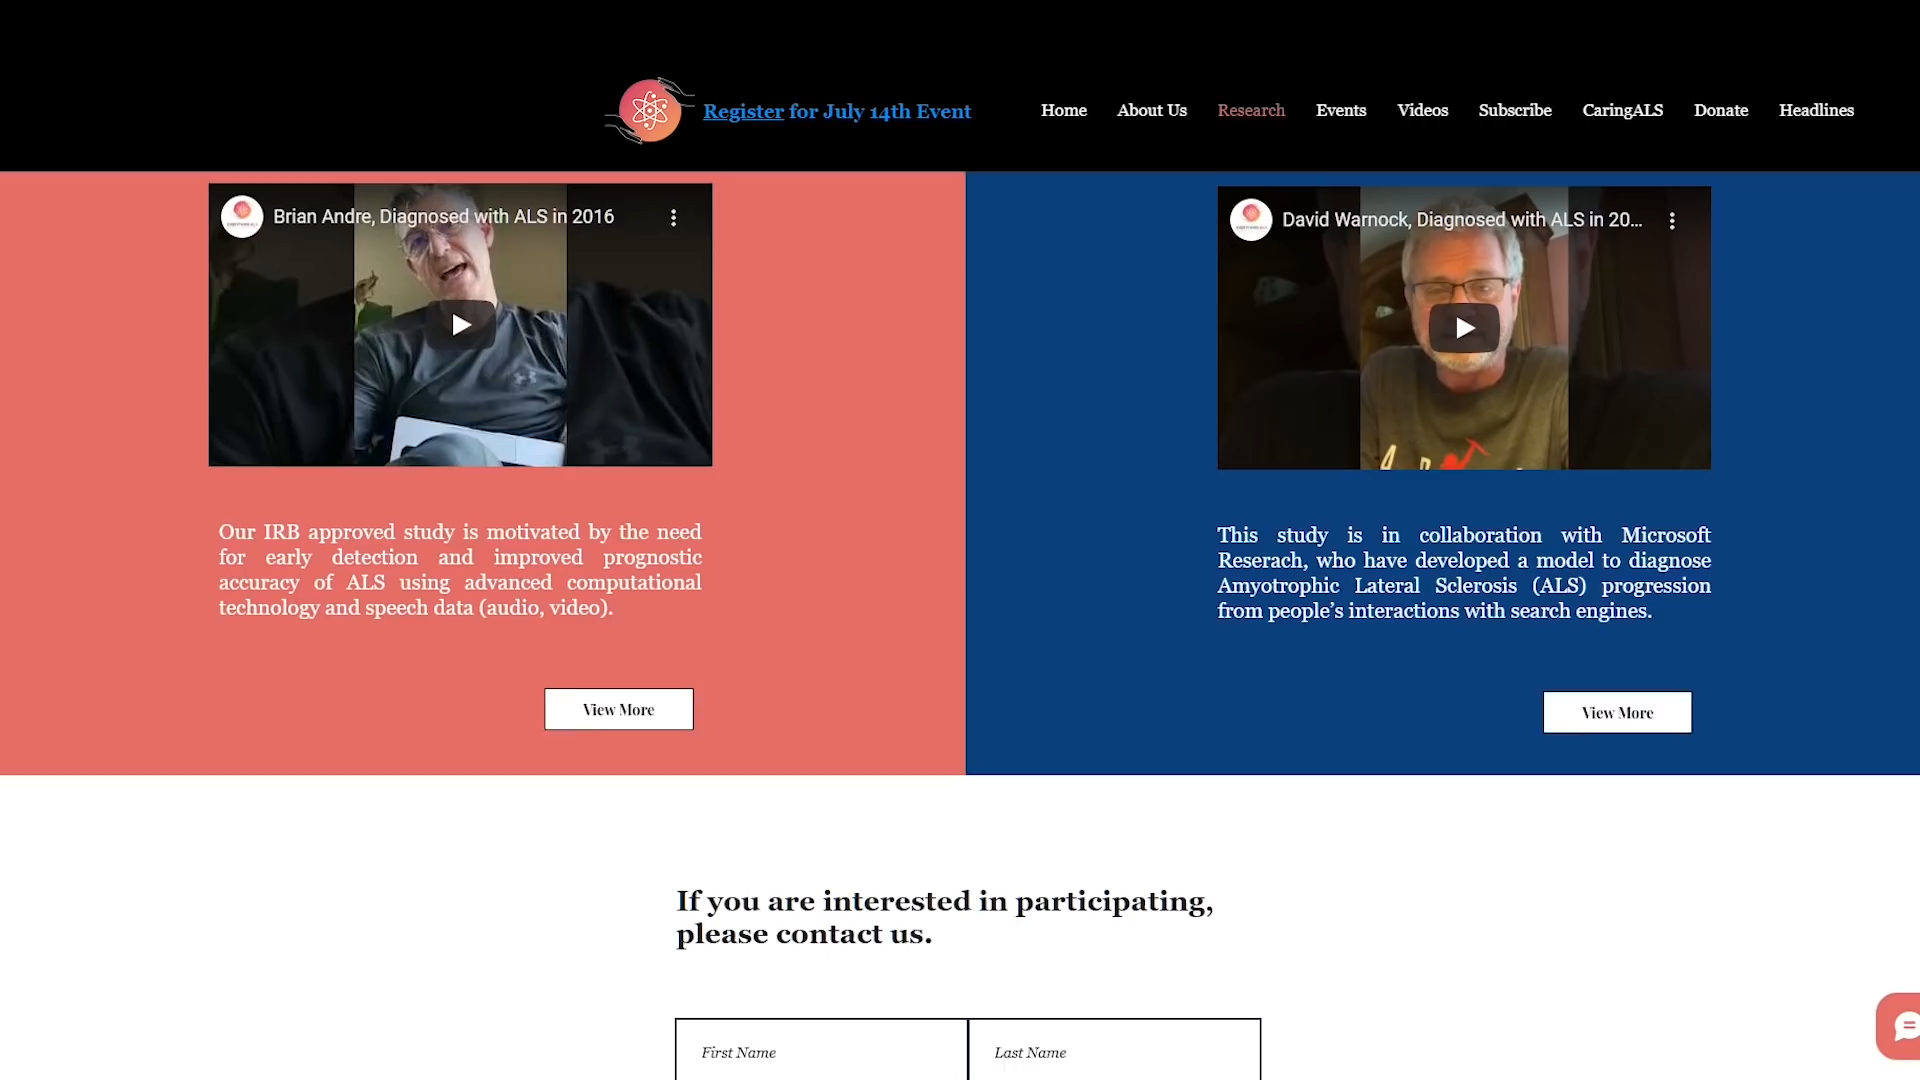 Register for July 14th Event
Home About Us Research Events Videos Subscribe CaringALS Donate Headlines
Brian Andre, Diagnosed with ALS in 2016
David Warnock, Diagnosed with ALS in 20...
Our IRB approved study is motivated by the need
for early detection and improved prognostic
accuracy of ALS using advanced computational
technology and speech data (audio, video).
View More
This study is in collaboration with Microsoft
Reserach, who have developed a model to diagnose
Amyotrophic Lateral Sclerosis (ALS) progression
from people’s interactions with search engines.
View More
If you are interested in participating,
please contact us.
First Name
Last Name